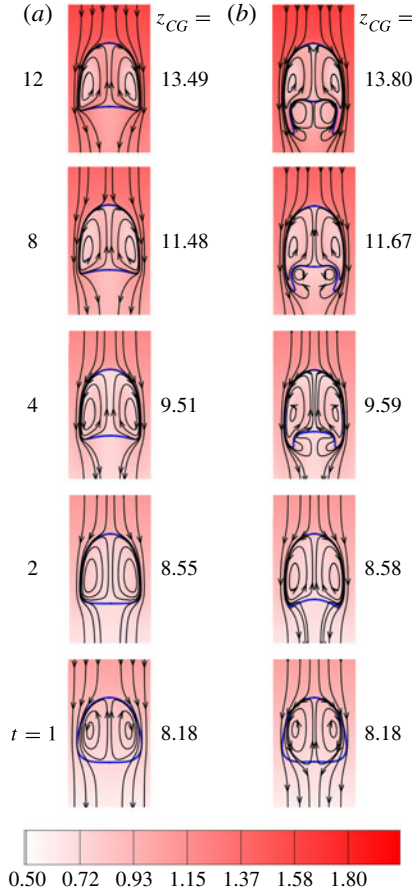 (a) z_CG = (b) z_CG =
12 13.49 13.80
8 11.48 11.67
4 9.51 9.59
2 8.55 8.58
t = 1 8.18 8.18
0.50 0.72 0.93 1.15 1.37 1.58 1.80